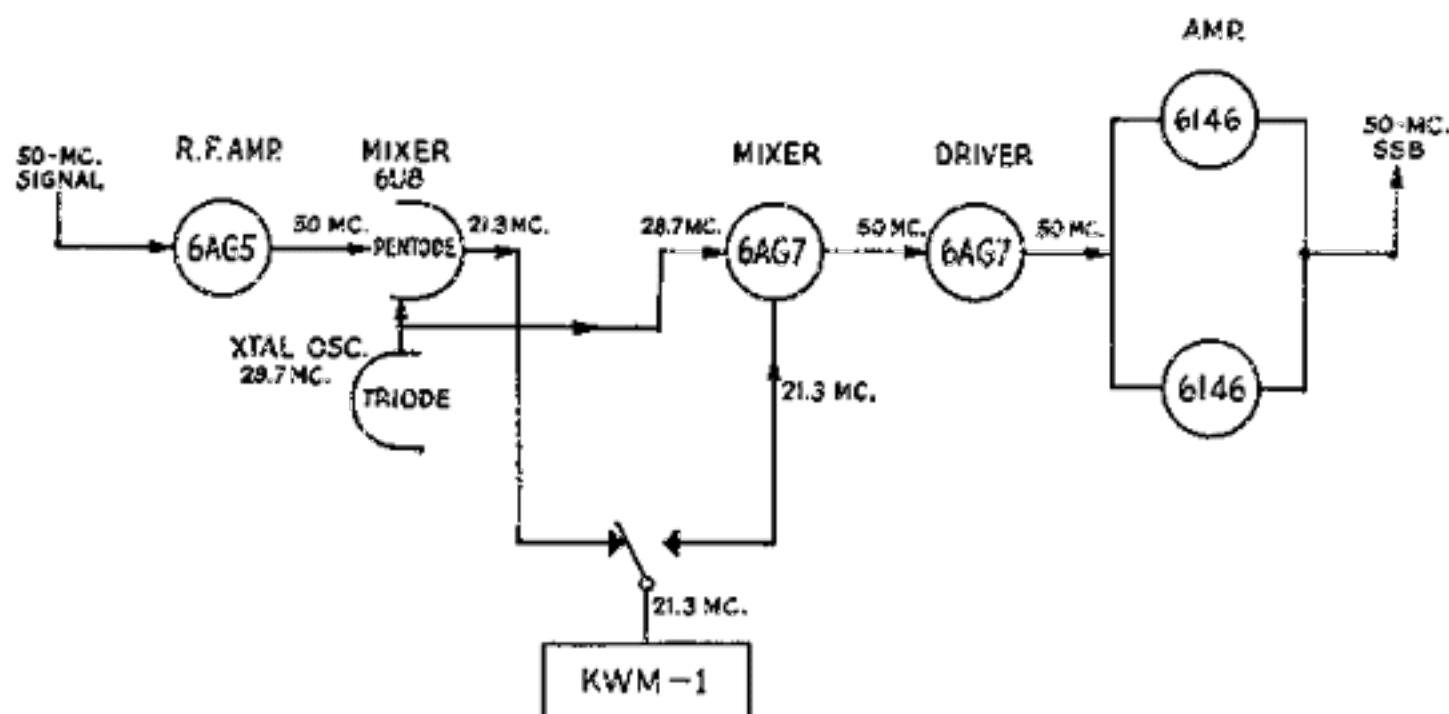 AMP.
6146
50-MC.
SSB
50-MC.
SIGNAL
R.F. AMP.
MIXER
6U8
MIXER
DRIVER
6AG5
50 MC.
PENTODE
21.3 MC.
28.7 MC.
6AG7
50 MC.
6AG7
50 MC.
XTAL OSC.
28.7 MC.
TRIODE
21.3 MC.
6146
21.3 MC.
KWM-1